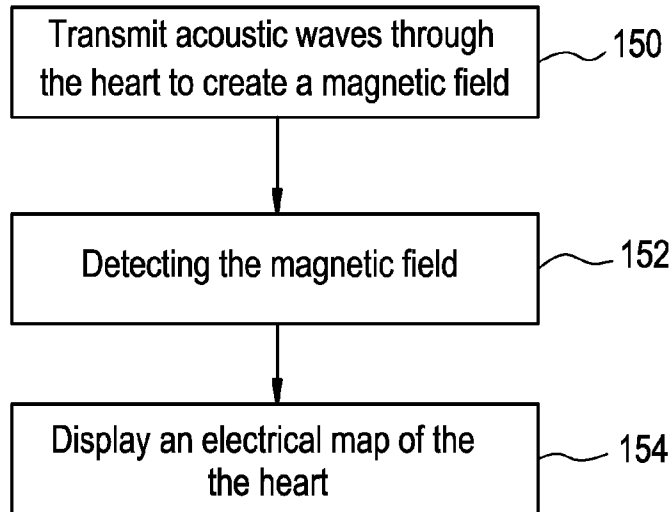 Transmit acoustic waves through
the heart to create a magnetic field
150
Detecting the magnetic field
152
Display an electrical map of the
the heart
154